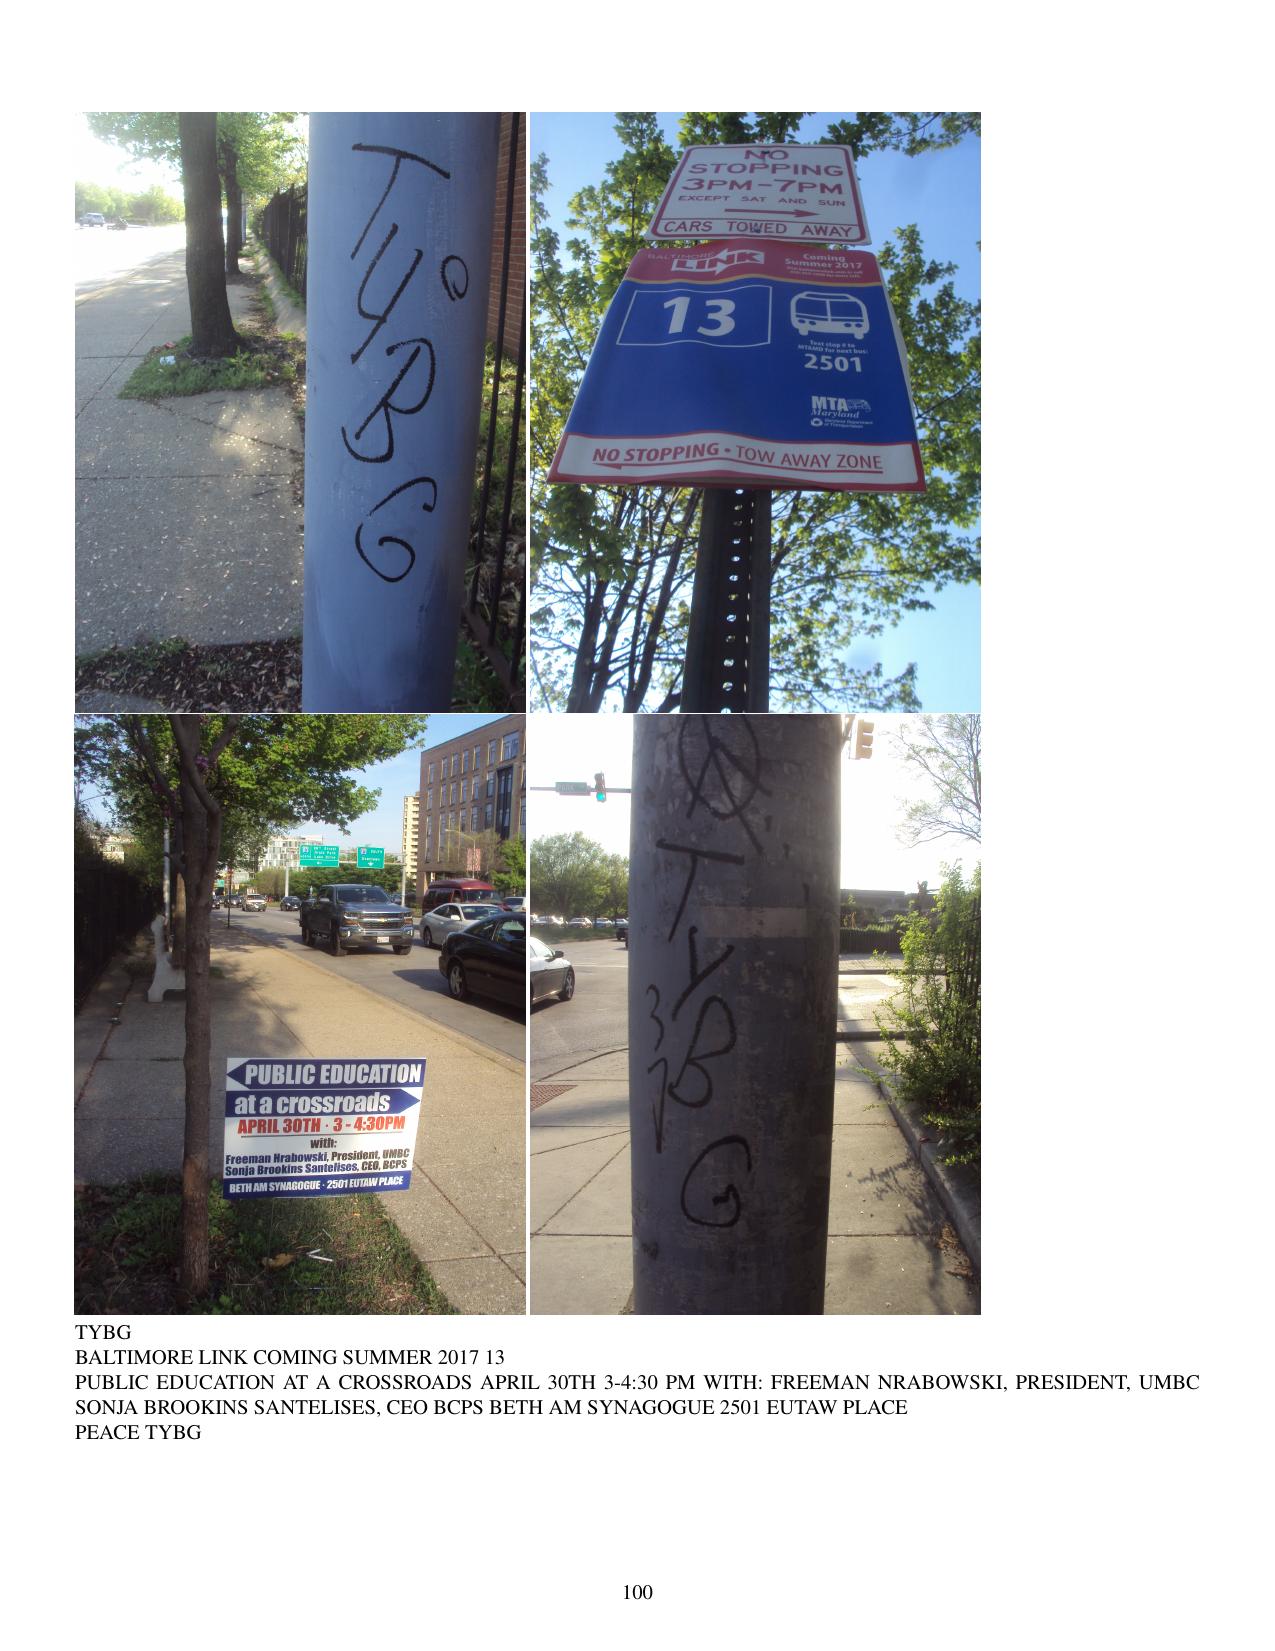 TYBG
NO
STOPPING
3PM-7PM
EXCEPT SAT AND SUN
CARS TOWED AWAY
BALTIMORE
LINK
Coming
Summer 2017
13
Text stop # to
MTAMD for next bus:
2501
MTA
Maryland
Maryland Department
of Transportation
NO STOPPING • TOW AWAY ZONE
PUBLIC EDUCATION
at a crossroads
APRIL 30TH · 3 - 4:30PM
with:
Freeman Hrabowski, President, UMBC
Sonja Brookins Santelises, CEO, BCPS
BETH AM SYNAGOGUE · 2501 EUTAW PLACE
TYBG
TYBG
BALTIMORE LINK COMING SUMMER 2017 13
PUBLIC EDUCATION AT A CROSSROADS APRIL 30TH 3-4:30 PM WITH: FREEMAN NRABOWSKI, PRESIDENT, UMBC
SONJA BROOKINS SANTELISES, CEO BCPS BETH AM SYNAGOGUE 2501 EUTAW PLACE
PEACE TYBG
100